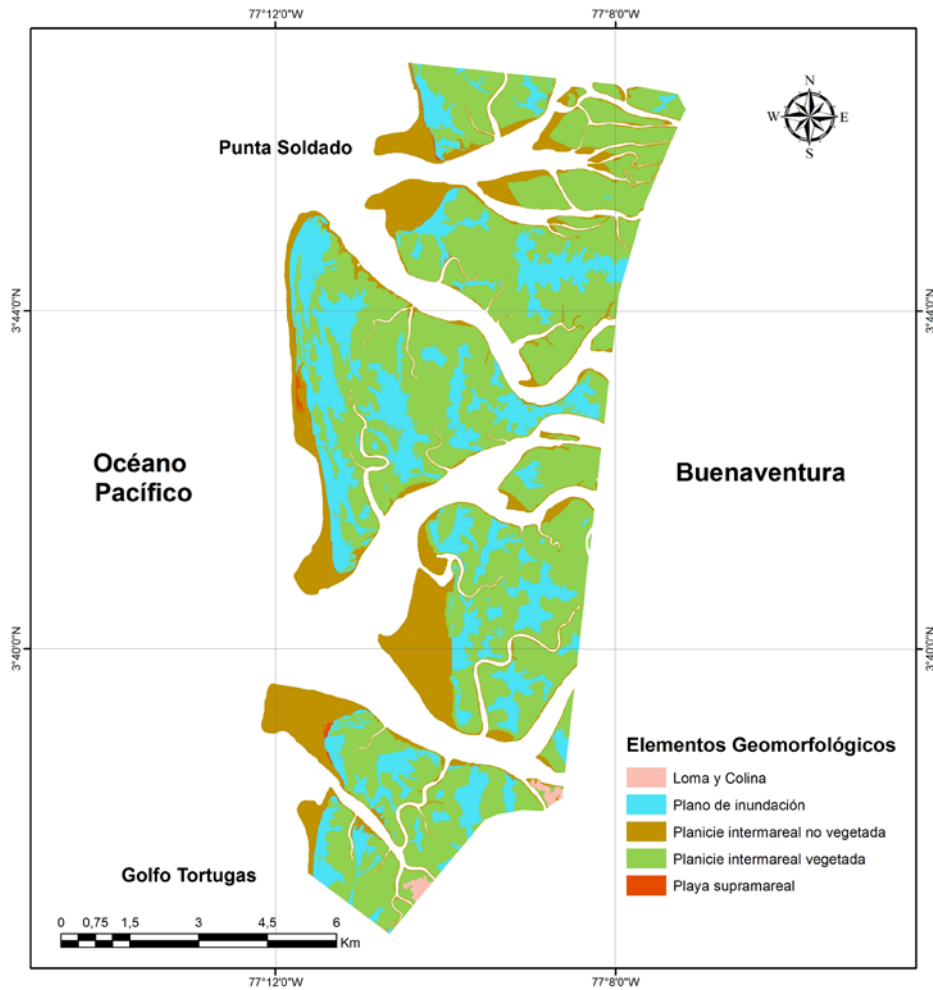 77°12'0"W
77°8'0"W
N
W
E
S
Punta Soldado
3°44'0"N
3°44'0"N
Océano
Pacífico
Buenaventura
3°40'0"N
3°40'0"N
Elementos Geomorfológicos
Loma y Colina
Plano de inundación
Planicie intermareal no vegetada
Planicie intermareal vegetada
Playa supramareal
Golfo Tortugas
0 0,75 1,5 3 4,5 6
Km
77°12'0"W
77°8'0"W